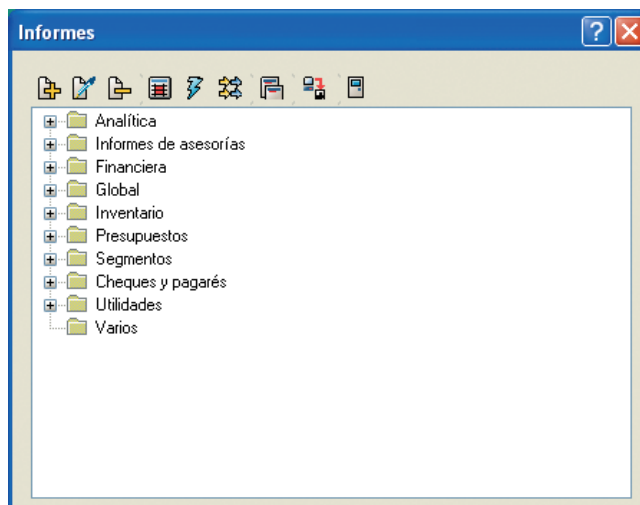 Informes
Analítica
Informes de asesorías
Financiera
Global
Inventario
Presupuestos
Segmentos
Cheques y pagarés
Utilidades
Varios